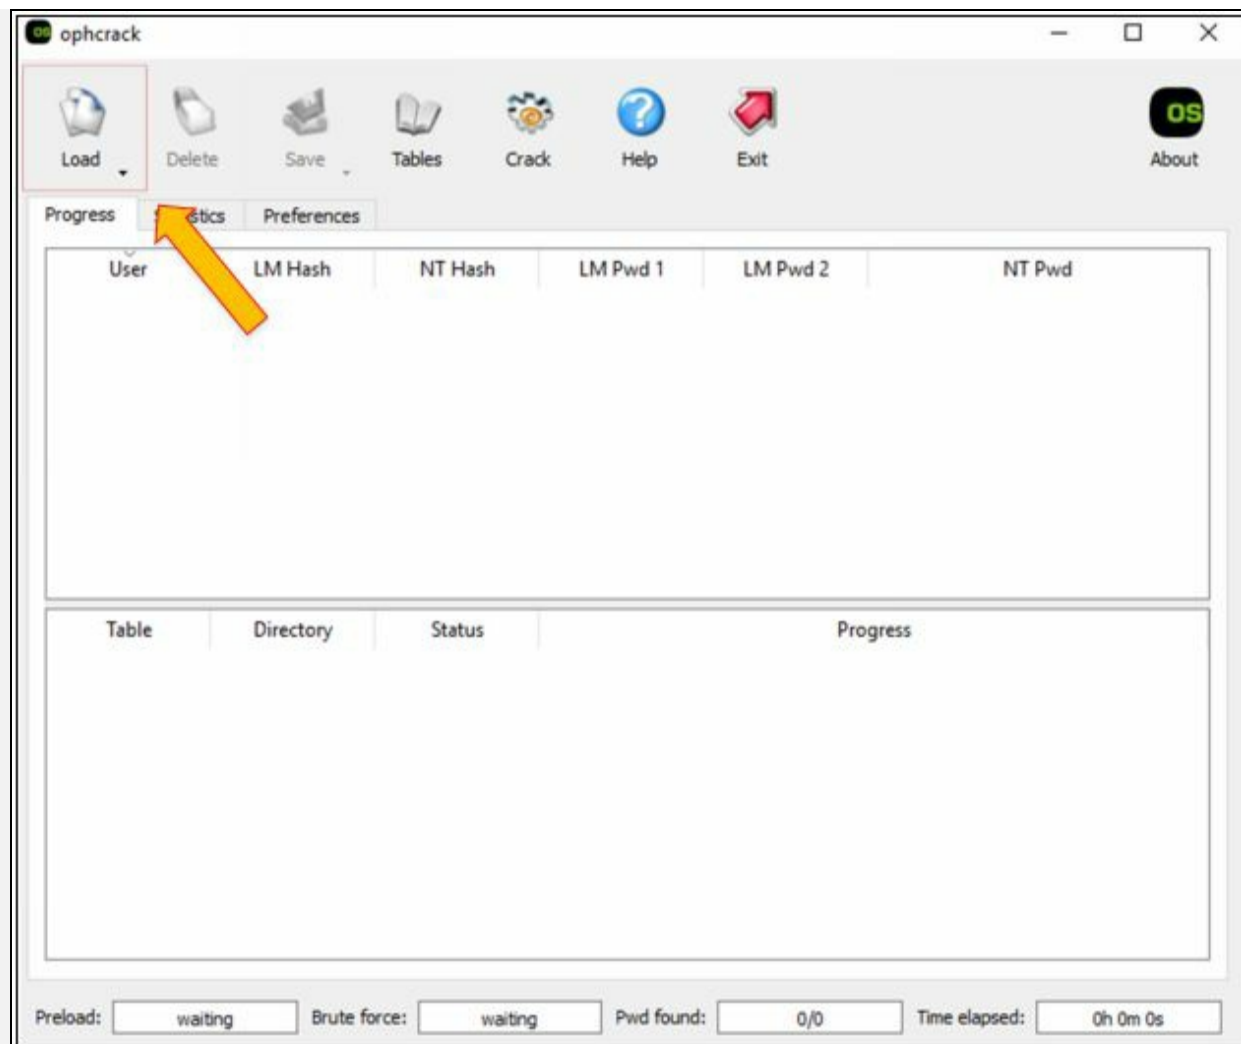 OS ophcrack
OS
Load Delete Save Tables Crack Help Exit About
Progress Preferences
User LM Hash NT Hash LM Pwd 1 LM Pwd 2 NT Pwd
Table Directory Status Progress
Preload: waiting Brute force: waiting Pwd found: 0/0 Time elapsed: 0h 0m 0s